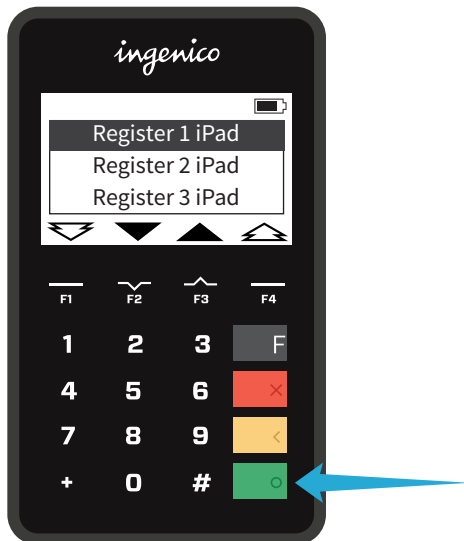 ingenico
Register 1 iPad
Register 2 iPad
Register 3 iPad
F1 F2 F3 F4
1 2 3 F
4 5 6 ×
7 8 9 <
+ 0 # O